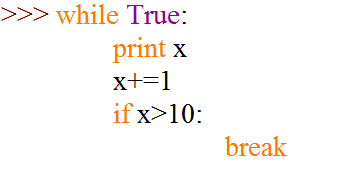 >>> while True:
print x
x+=1
if x>10:
break